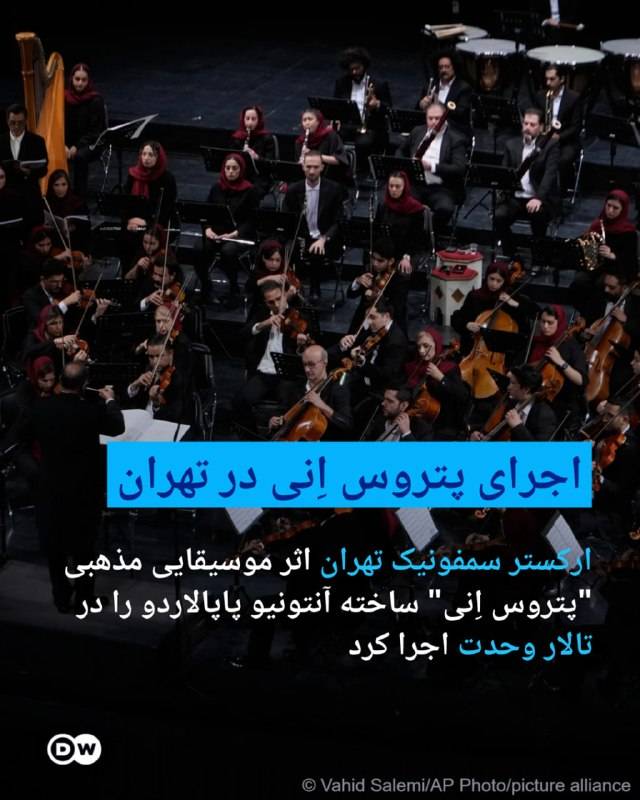 اجرای پتروس اِنی در تهران
ارکستر سمفونیک تهران اثر موسیقایی مذهبی
"پتروس اِنی" ساخته آنتونیو پاپالاردو را در
تالار وحدت اجرا کرد
DW
© Vahid Salemi/AP Photo/picture alliance